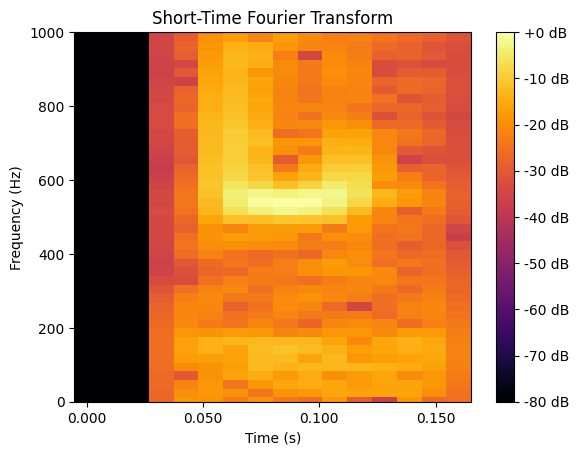 Short-Time Fourier Transform
1000
800
600
400
200
0
Frequency (Hz)
0.000
0.050
0.100
0.150
Time (s)
+0 dB
-10 dB
-20 dB
-30 dB
-40 dB
-50 dB
-60 dB
-70 dB
-80 dB